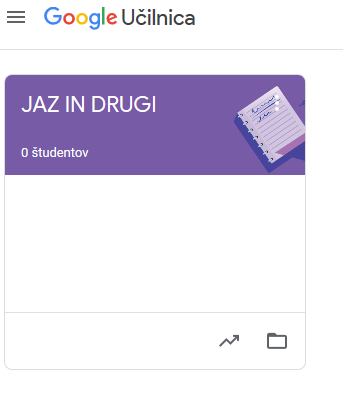 Google Učilnica
JAZ IN DRUGI
0 študentov